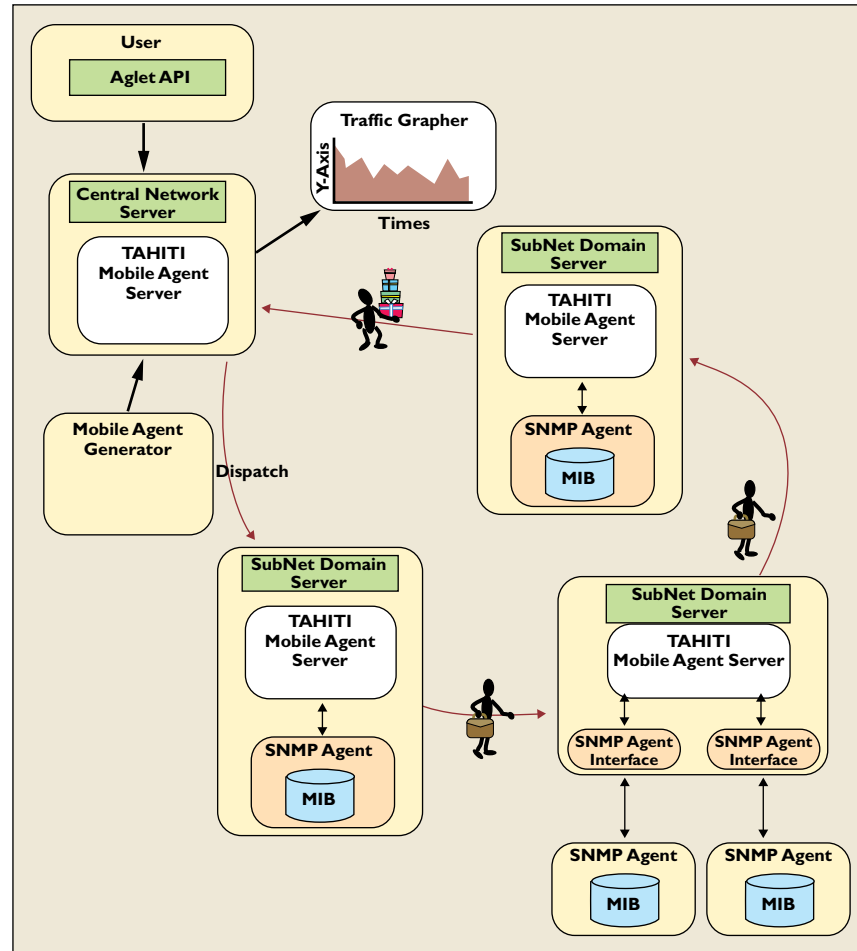 User
Aglet API
Traffic Grapher
Y-Axis
Times
Central Network
Server
TAHITI
Mobile Agent
Server
SubNet Domain
Server
TAHITI
Mobile Agent
Server
SNMP Agent
MIB
Mobile Agent
Generator
Dispatch
SubNet Domain
Server
TAHITI
Mobile Agent
Server
SNMP Agent
MIB
SubNet Domain
Server
TAHITI
Mobile Agent Server
SNMP Agent
Interface
SNMP Agent
Interface
SNMP Agent
MIB
SNMP Agent
MIB